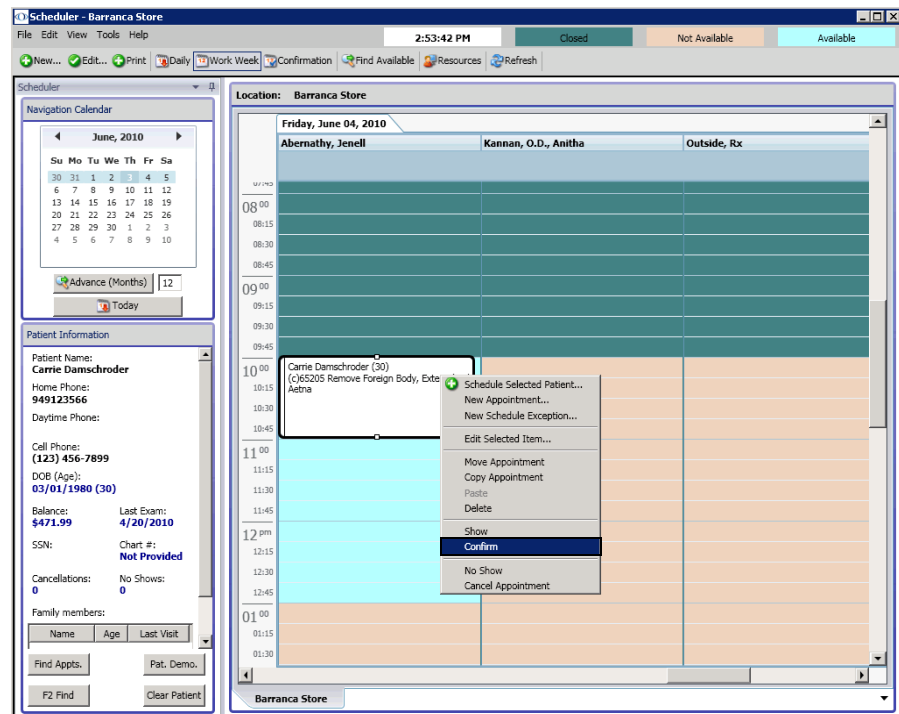 Scheduler - Barranca Store
File Edit View Tools Help
2:53:42 PM Closed Not Available Available
New... Edit... Print Daily Work Week Confirmation Find Available Resources Refresh
Scheduler
Navigation Calendar
June, 2010
Su Mo Tu We Th Fr Sa
30 31 1 2 3 4 5
6 7 8 9 10 11 12
13 14 15 16 17 18 19
20 21 22 23 24 25 26
27 28 29 30 1 2 3
4 5 6 7 8 9 10
Advance (Months) 12
Today
Patient Information
Patient Name:
Carrie Damschroder
Home Phone:
949123566
Daytime Phone:
Cell Phone:
(123) 456-7899
DOB (Age):
03/01/1980 (30)
Balance: Last Exam:
$471.99 4/20/2010
SSN: Chart #:
Not Provided
Cancellations: No Shows:
0 0
Family members:
Name Age Last Visit
Find Appts. Pat. Demo.
F2 Find Clear Patient
Location: Barranca Store
Friday, June 04, 2010
Abernathy, Jenell Kannan, O.D., Anitha Outside, Rx
07:45
08 00
08:15
08:30
08:45
09 00
09:15
09:30
09:45
10 00
10:15
10:30
10:45
11 00
11:15
11:30
11:45
12 pm
12:15
12:30
12:45
01 00
01:15
01:30
Carrie Damschroder (30)
(c)65205 Remove Foreign Body,
Aetna
Schedule Selected Patient...
New Appointment...
New Schedule Exception...
Edit Selected Item...
Move Appointment
Copy Appointment
Paste
Delete
Show
Confirm
No Show
Cancel Appointment
Barranca Store